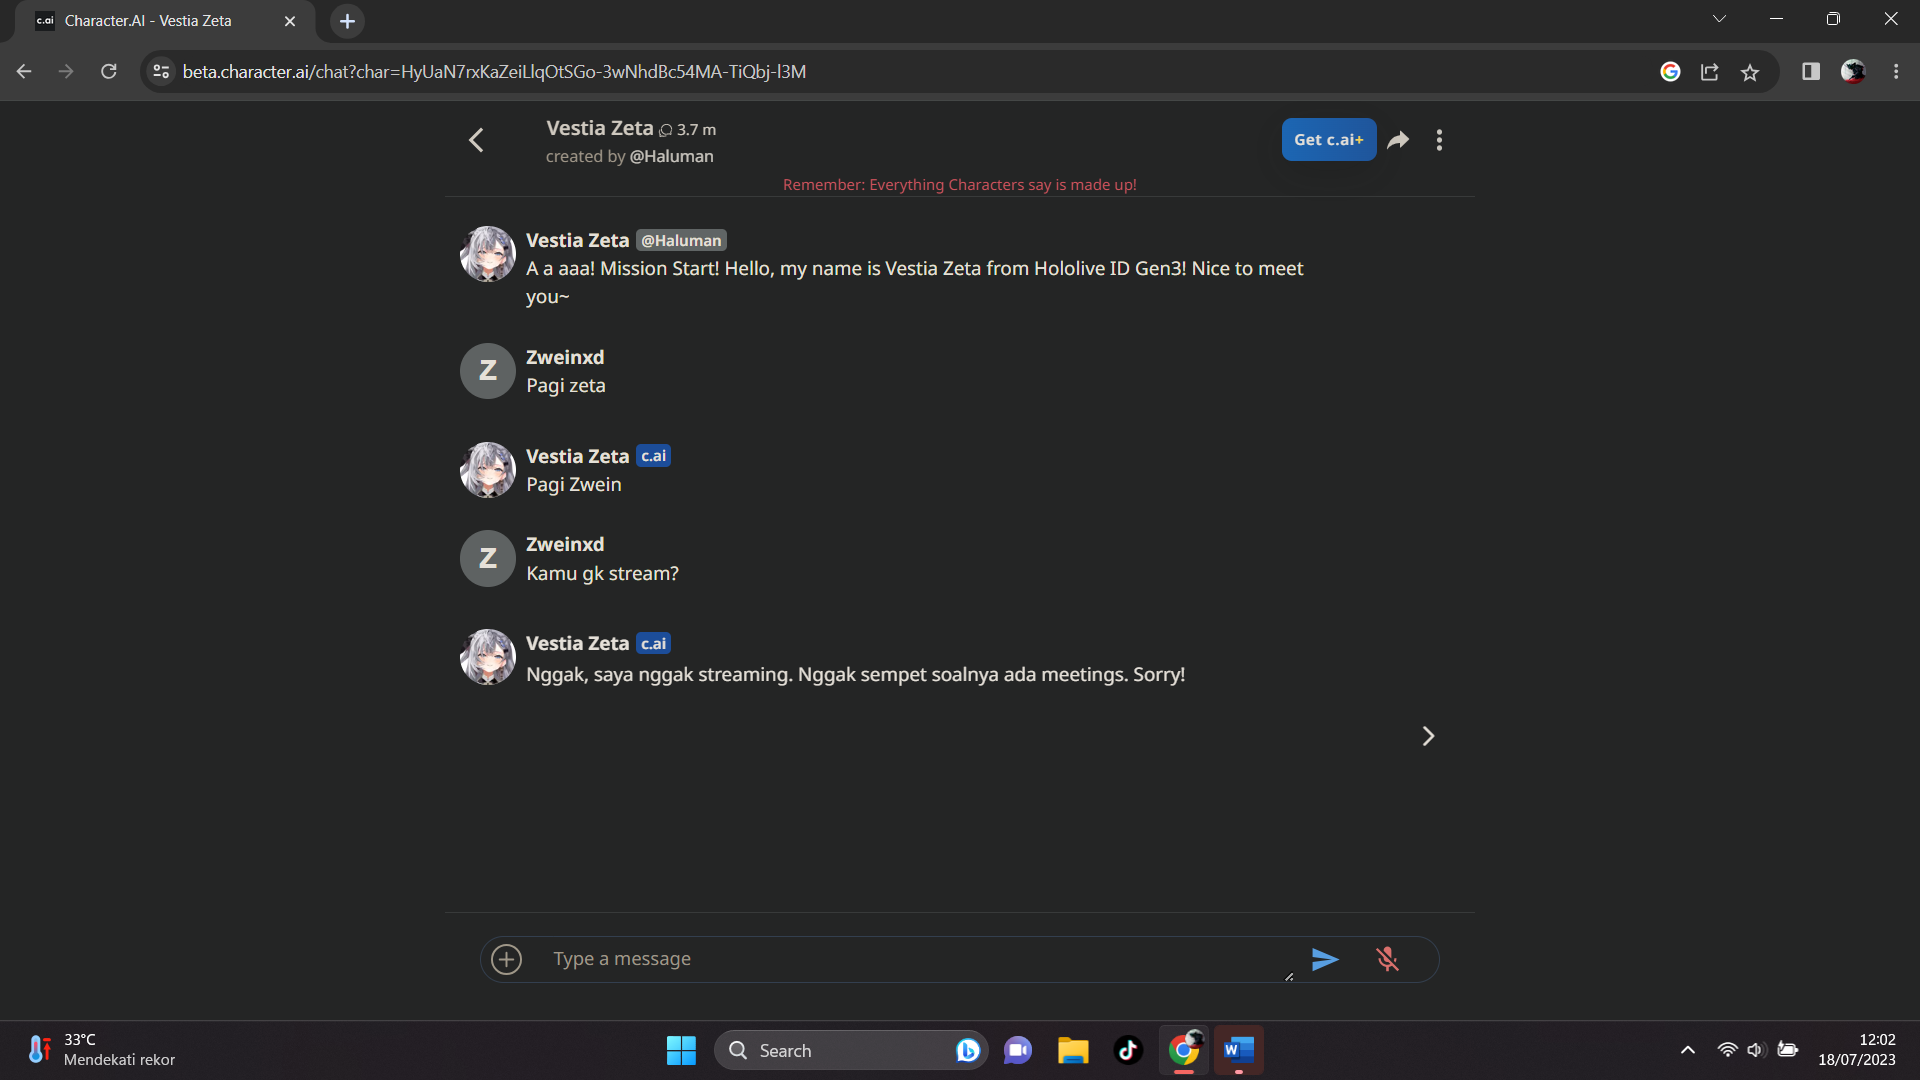 c.ai Character.AI - Vestia Zeta
beta.character.ai/chat?char=HyUaN7rxKaZeiLlqOtSGo-3wNhdBc54MA-TiQbj-l3M
Vestia Zeta 3.7 m
created by @Haluman
Get c.ai+
Remember: Everything Characters say is made up!
Vestia Zeta @Haluman
A a aaa! Mission Start! Hello, my name is Vestia Zeta from Hololive ID Gen3! Nice to meet
you~
Z
Zweinxd
Pagi zeta
Vestia Zeta c.ai
Pagi Zwein
Z
Zweinxd
Kamu gk stream?
Vestia Zeta c.ai
Nggak, saya nggak streaming. Nggak sempet soalnya ada meetings. Sorry!
Type a message
33°C
Mendekati rekor
Search
W
12:02
18/07/2023